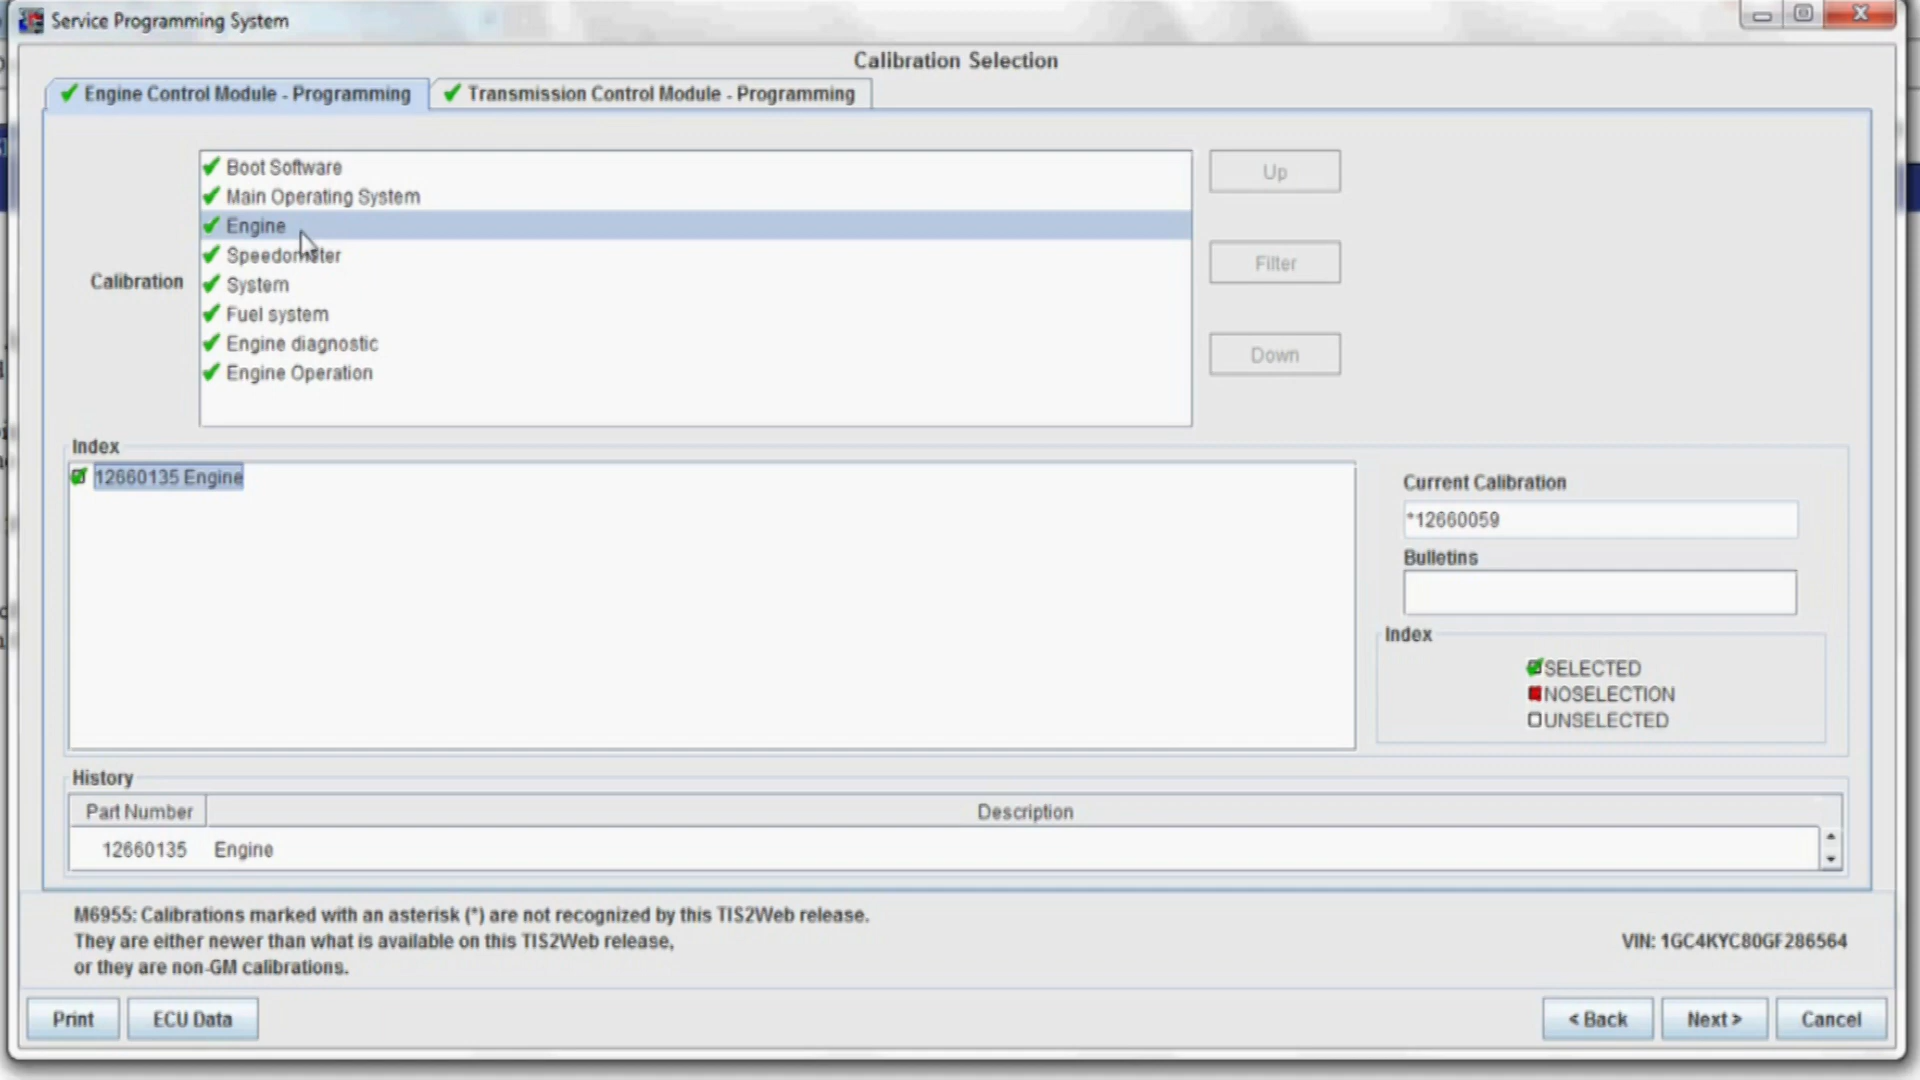 Service Programming System
Calibration Selection
Engine Control Module - Programming
Transmission Control Module - Programming
Calibration
Boot Software
Main Operating System
Engine
Speedometer
System
Fuel system
Engine diagnostic
Engine Operation
Up
Filter
Down
Index
12660135 Engine
Current Calibration
*12660059
Bulletins
Index
SELECTED
NOSELECTION
UNSELECTED
History
Part Number Description
12660135 Engine
M6955: Calibrations marked with an asterisk (*) are not recognized by this TIS2Web release.
They are either newer than what is available on this TIS2Web release,
or they are non-GM calibrations.
VIN: 1GC4KYC80GF286564
Print
ECU Data
< Back
Next >
Cancel